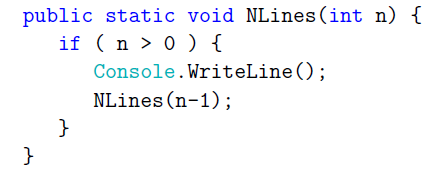 public static void NLines(int n) {
if ( n > 0 ) {
Console.WriteLine();
NLines(n-1);
}
}